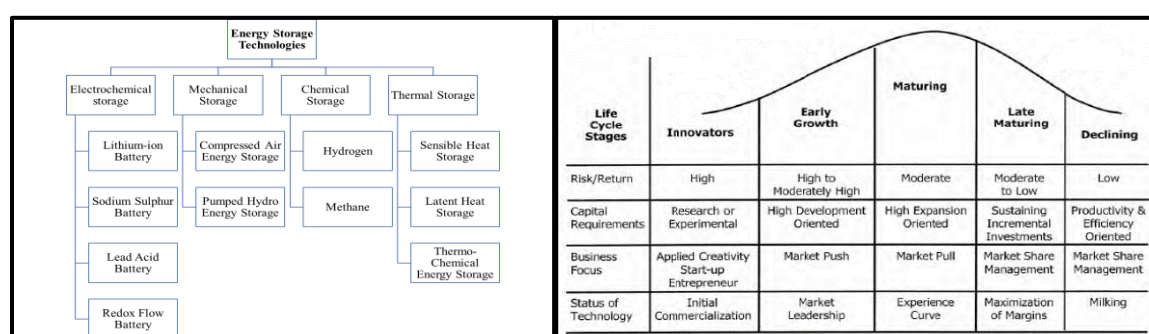 Energy Storage
Technologies
Electrochemical
storage
Mechanical
Storage
Chemical
Storage
Thermal Storage
Lithium-ion
Battery
Compressed Air
Energy Storage
Hydrogen
Sensible Heat
Storage
Sodium Sulphur
Battery
Pumped Hydro
Energy Storage
Methane
Latent Heat
Storage
Lead Acid
Battery
Thermo-
Chemical
Energy Storage
Redox Flow
Battery
Life
Cycle
Stages
Innovators
Early
Growth
Maturing
Late
Maturing
Declining
Risk/Return
High
High to
Moderately High
Moderate
Moderate
to Low
Low
Capital
Requirements
Research or
Experimental
High Development
Oriented
High Expansion
Oriented
Sustaining
Incremental
Investments
Productivity &
Efficiency
Oriented
Business
Focus
Applied Creativity
Start-up
Entrepreneur
Market Push
Market Pull
Market Share
Management
Market Share
Management
Status of
Technology
Initial
Commercialization
Market
Leadership
Experience
Curve
Maximization
of Margins
Milking